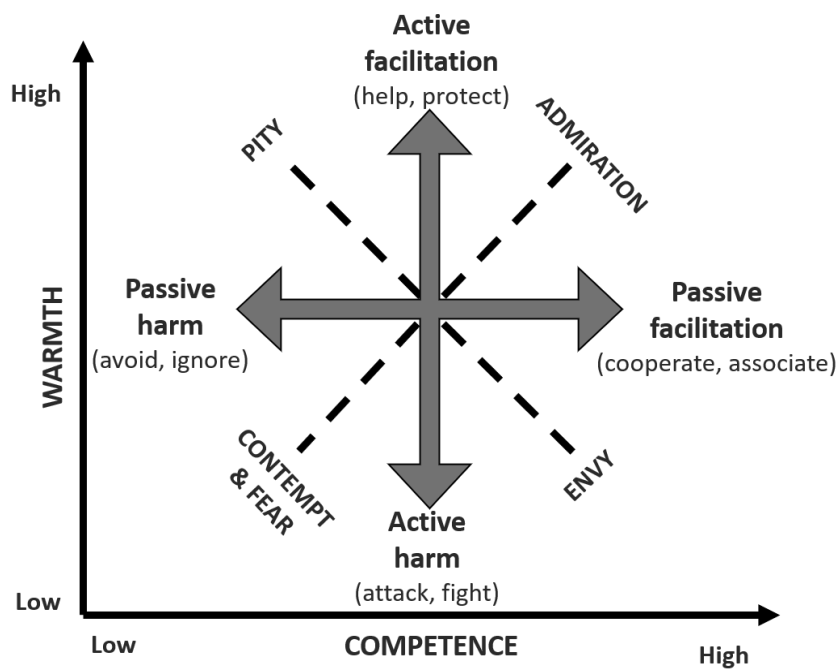 Active
facilitation
(help, protect)
High
PITY
ADMIRATION
WARMTH
Passive
harm
(avoid, ignore)
Passive
facilitation
(cooperate, associate)
CONTEMPT
& FEAR
ENVY
Active
harm
(attack, fight)
Low
Low
COMPETENCE
High